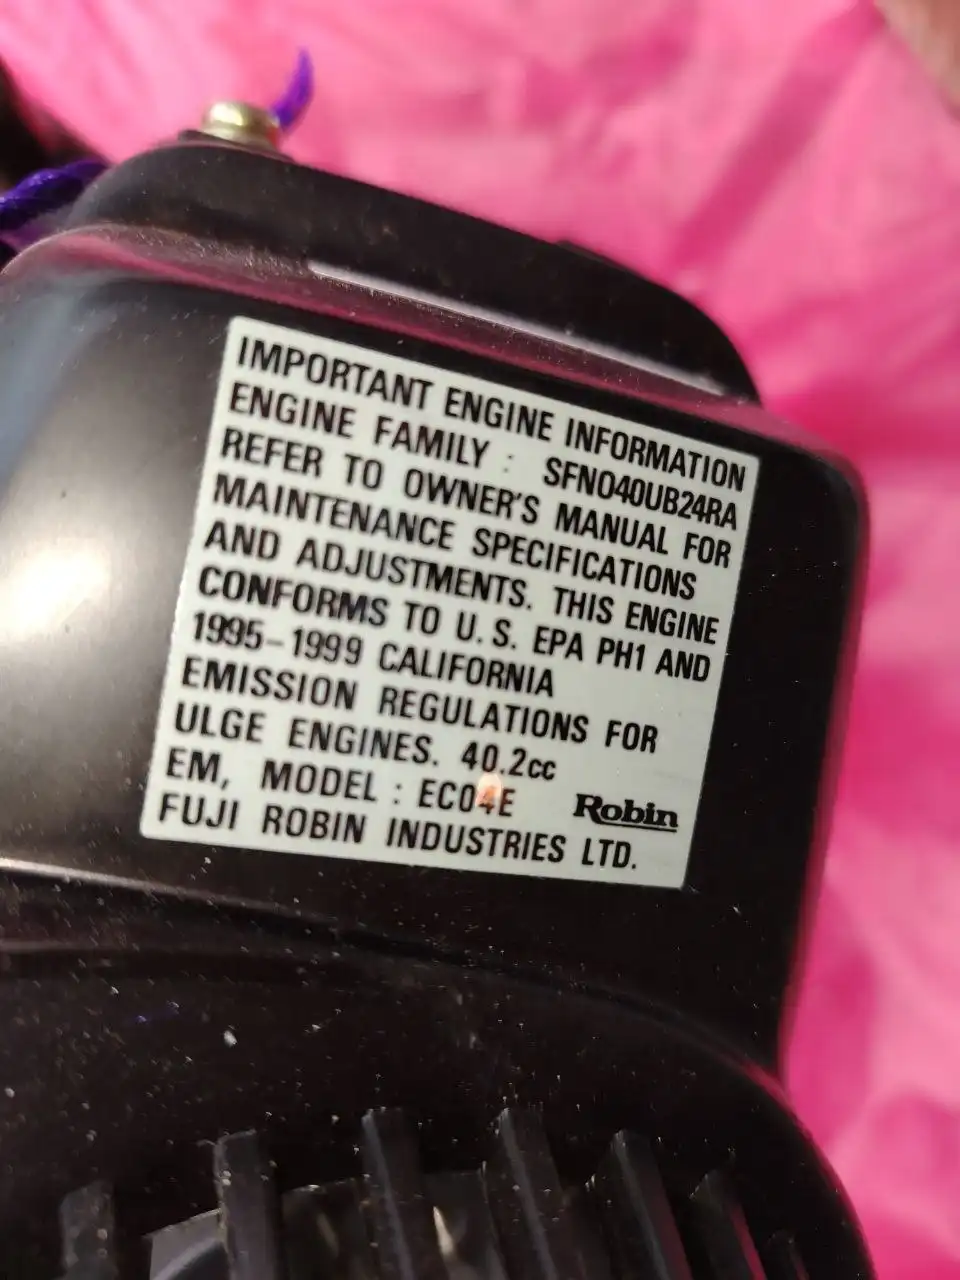 IMPORTANT ENGINE INFORMATION
ENGINE FAMILY : SFN040UB24RA
REFER TO OWNER'S MANUAL FOR
MAINTENANCE SPECIFICATIONS
AND ADJUSTMENTS. THIS ENGINE
CONFORMS TO U.S. EPA PH1 AND
1995-1999 CALIFORNIA
EMISSION REGULATIONS FOR
ULGE ENGINES. 40.2cc
EM, MODEL : EC04E
Robin
FUJI ROBIN INDUSTRIES LTD.